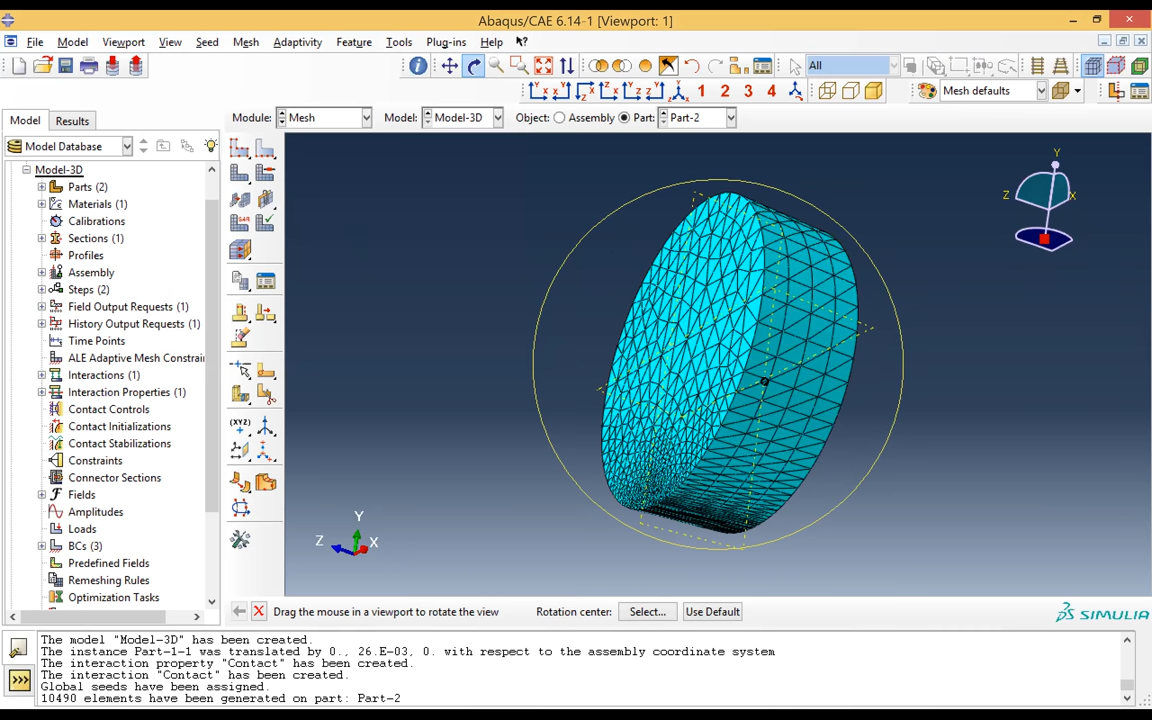 Abaqus/CAE 6.14-1 [Viewport: 1]
File Model Viewport View Seed Mesh Adaptivity Feature Tools Plug-ins Help
All
1 2 3 4
Mesh defaults
Model Results
Module: Mesh Model: Model-3D Object: Assembly Part: Part-2
Model Database
Model-3D
Parts (2)
Materials (1)
Calibrations
Sections (1)
Profiles
Assembly
Steps (2)
Field Output Requests (1)
History Output Requests (1)
Time Points
ALE Adaptive Mesh Constrai
Interactions (1)
Interaction Properties (1)
Contact Controls
Contact Initializations
Contact Stabilizations
Constraints
Connector Sections
Fields
Amplitudes
Loads
BCs (3)
Predefined Fields
Remeshing Rules
Optimization Tasks
Y
Z X
Y
Z X
Drag the mouse in a viewport to rotate the view Rotation center: Select... Use Default
SIMULIA
The model "Model-3D" has been created.
The instance Part-1-1 was translated by 0., 26.E-03, 0. with respect to the assembly coordinate system
The interaction property "Contact" has been created.
The interaction "Contact" has been created.
Global seeds have been assigned.
10490 elements have been generated on part: Part-2